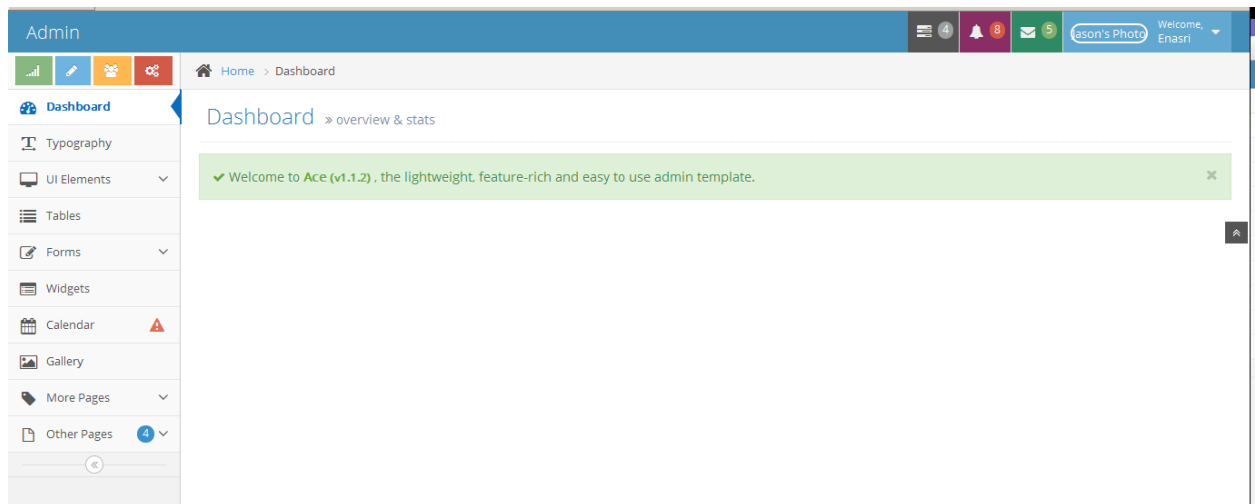 Admin
4
8
5
Jason's Photo
Welcome,
Enasri
Home > Dashboard
Dashboard
Typography
UI Elements
Tables
Forms
Widgets
Calendar
Gallery
More Pages
Other Pages 4
Dashboard » overview & stats
Welcome to Ace (v1.1.2) , the lightweight, feature-rich and easy to use admin template. ×